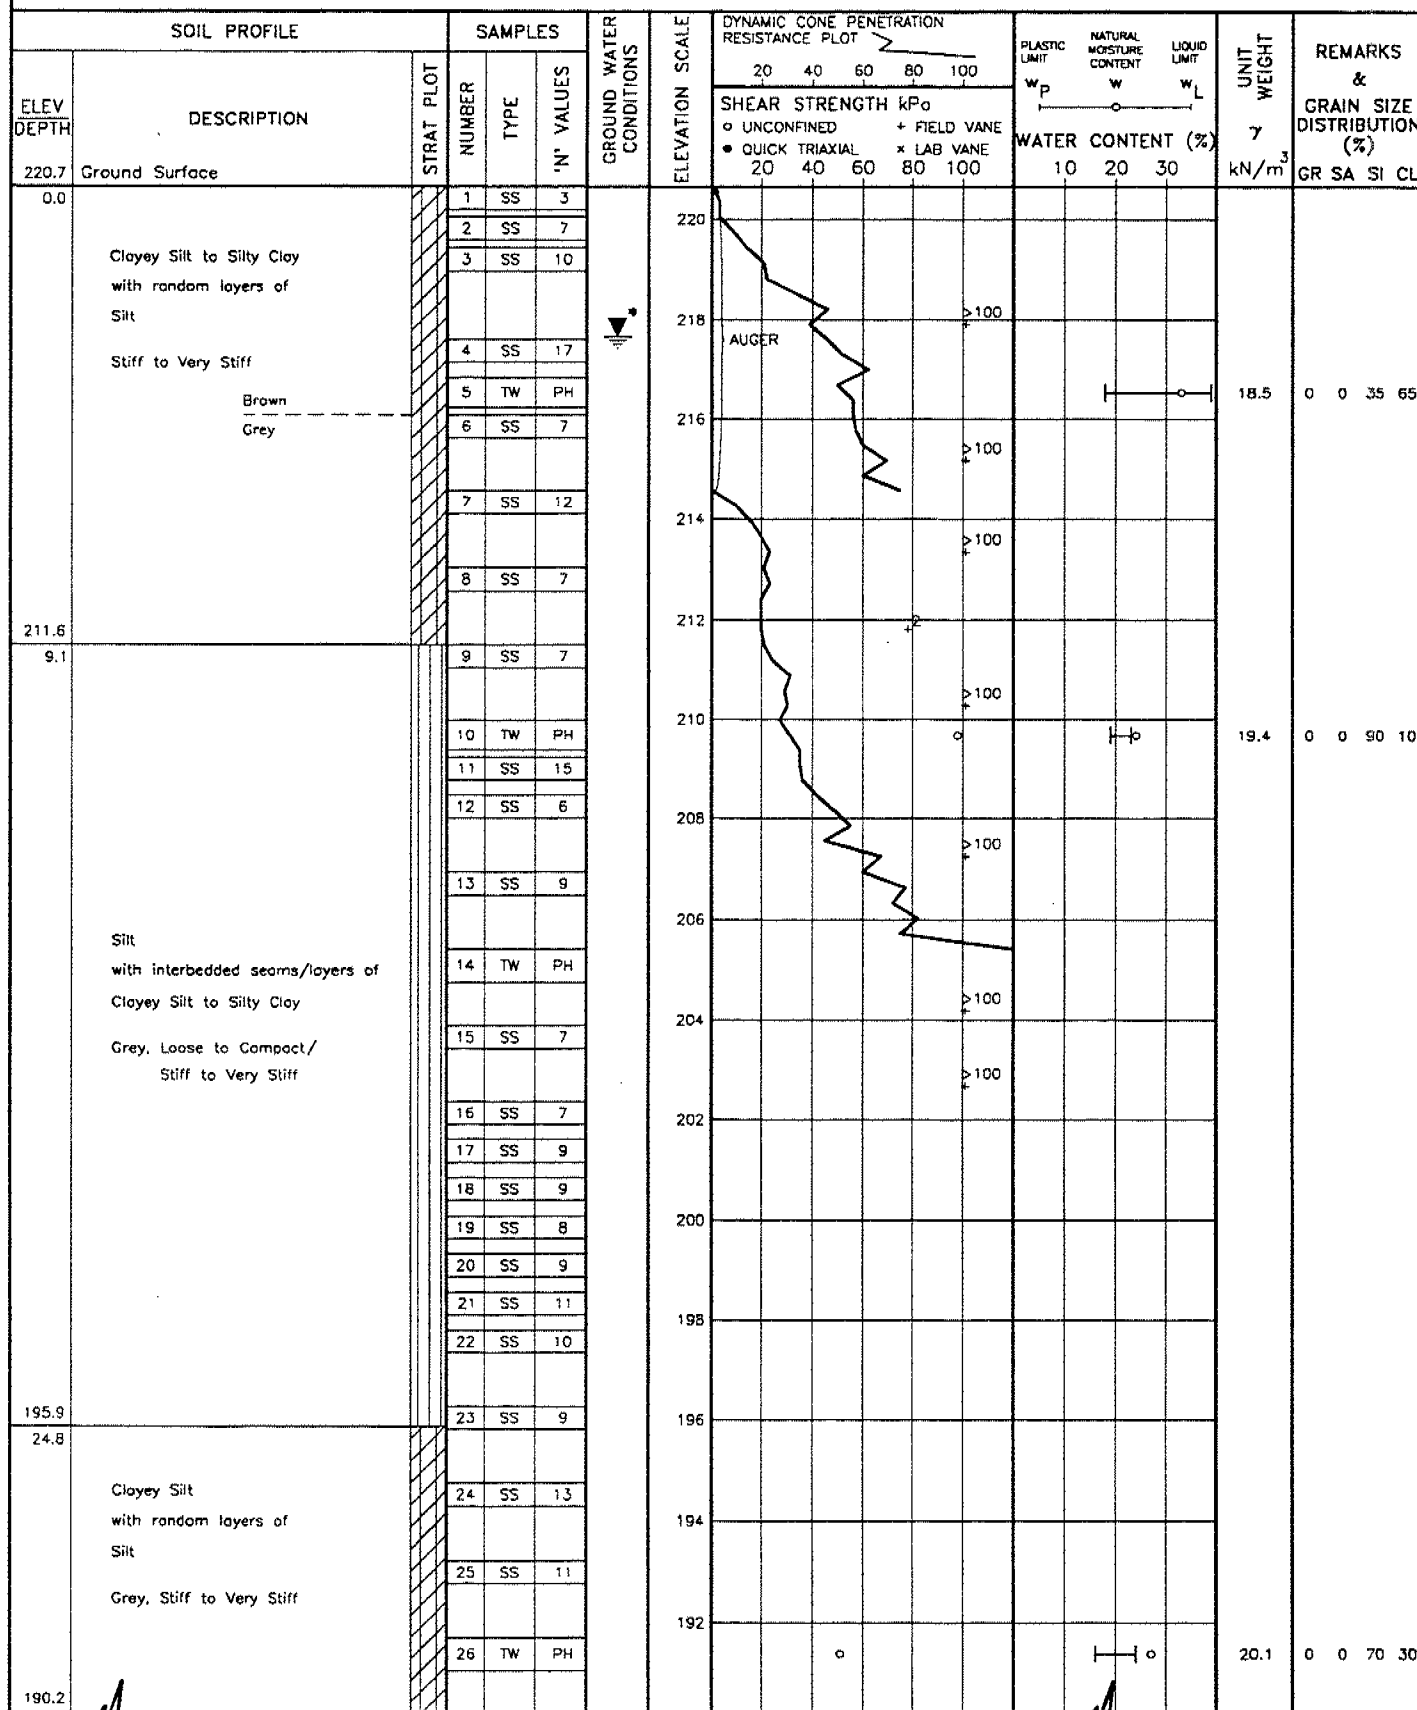 SOIL PROFILE
SAMPLES
GROUND WATER CONDITIONS
ELEVATION SCALE
DYNAMIC CONE PENETRATION
RESISTANCE PLOT
20 40 60 80 100
PLASTIC LIMIT
NATURAL MOISTURE CONTENT
LIQUID LIMIT
UNIT WEIGHT
REMARKS
&
GRAIN SIZE
DISTRIBUTION
(%)
ELEV
DEPTH
DESCRIPTION
STRAT PLOT
NUMBER
TYPE
'N' VALUES
SHEAR STRENGTH kPa
o UNCONFINED + FIELD VANE
● QUICK TRIAXIAL × LAB VANE
20 40 60 80 100
wP w wL
WATER CONTENT (%)
10 20 30
γ
kN/m3
GR SA SI CL
220.7 Ground Surface
0.0
1 SS 3
220
2 SS 7
Clayey Silt to Silty Clay
3 SS 10
with random layers of
Silt
*
>100
218
AUGER
4 SS 17
Stiff to Very Stiff
5 TW PH
18.5 0 0 35 65
Brown
Grey
216
6 SS 7
>100
7 SS 12
214
>100
8 SS 7
212
2
211.6
9.1
9 SS 7
>100
210
10 TW PH
19.4 0 0 90 10
11 SS 15
12 SS 6
208
>100
13 SS 9
206
Silt
with interbedded seams/layers of
14 TW PH
Clayey Silt to Silty Clay
>100
204
15 SS 7
Grey, Loose to Compact/
Stiff to Very Stiff
>100
16 SS 7
202
17 SS 9
18 SS 9
19 SS 8
200
20 SS 9
21 SS 11
198
22 SS 10
195.9
23 SS 9
196
24.8
Clayey Silt
24 SS 13
with random layers of
194
Silt
25 SS 11
Grey, Stiff to Very Stiff
192
26 TW PH
20.1 0 0 70 30
190.2